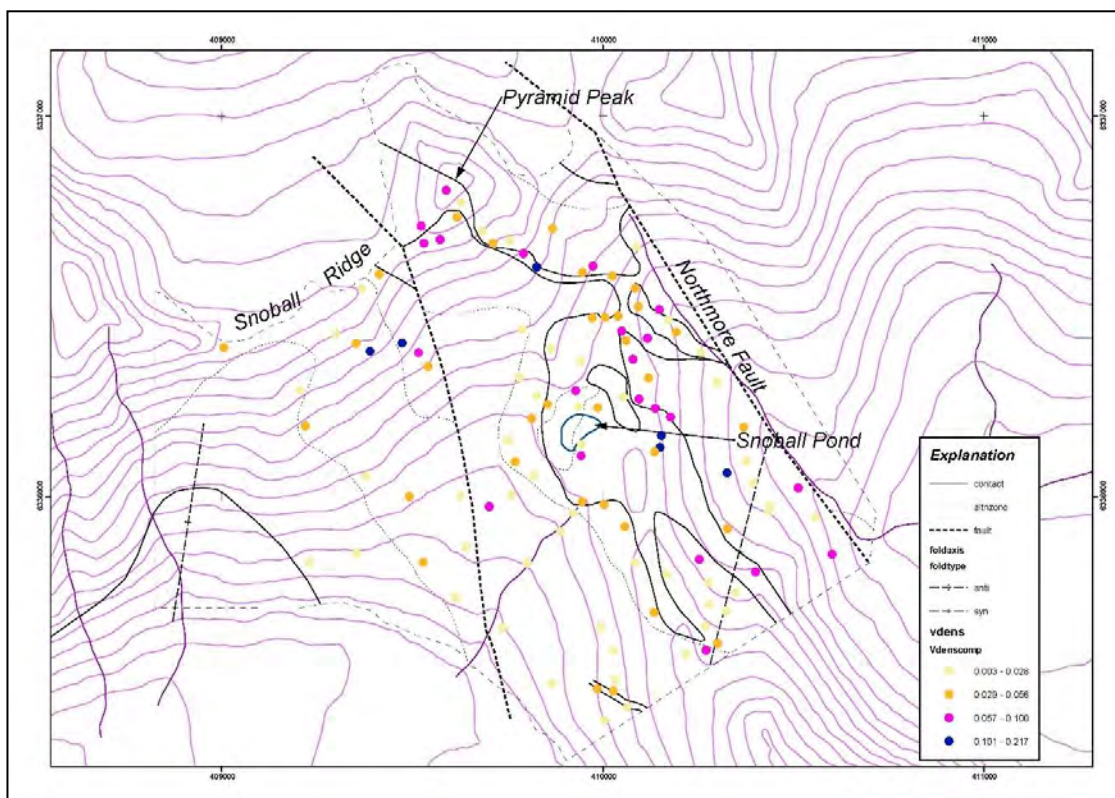 409000 410000 411000
Pyramid Peak
6337000 6337000
Snoball Ridge
Northmore Fault
Snoball Pond
6336000 6336000
Explanation
contact
altnzone
fault
foldaxis
foldtype
anti
syn
vdens
Vdenscomp
0.003 - 0.028
0.029 - 0.056
0.057 - 0.100
0.101 - 0.217
409000 410000 411000